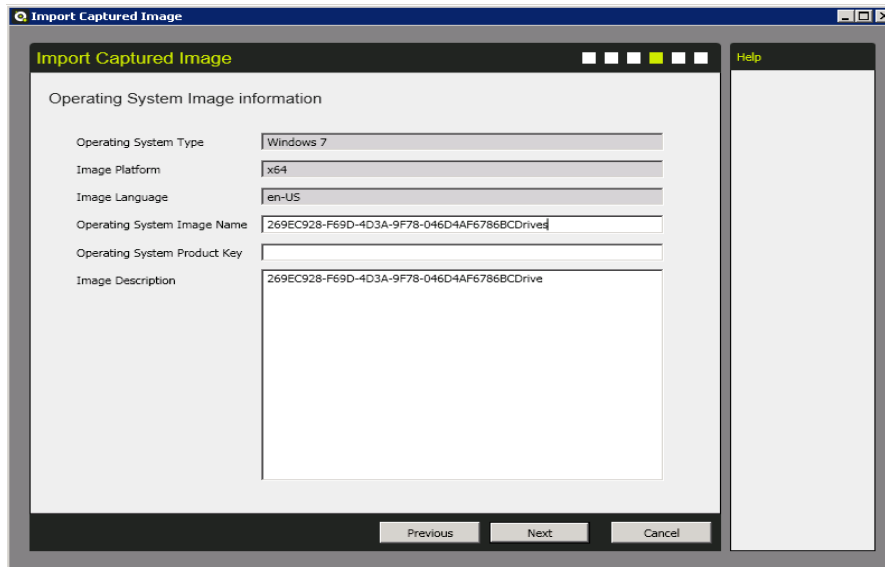 Import Captured Image
Import Captured Image
Help
Operating System Image information
Operating System Type
Windows 7
Image Platform
x64
Image Language
en-US
Operating System Image Name
269EC928-F69D-4D3A-9F78-046D4AF6786BCDrives
Operating System Product Key
Image Description
269EC928-F69D-4D3A-9F78-046D4AF6786BCDrive
Previous
Next
Cancel